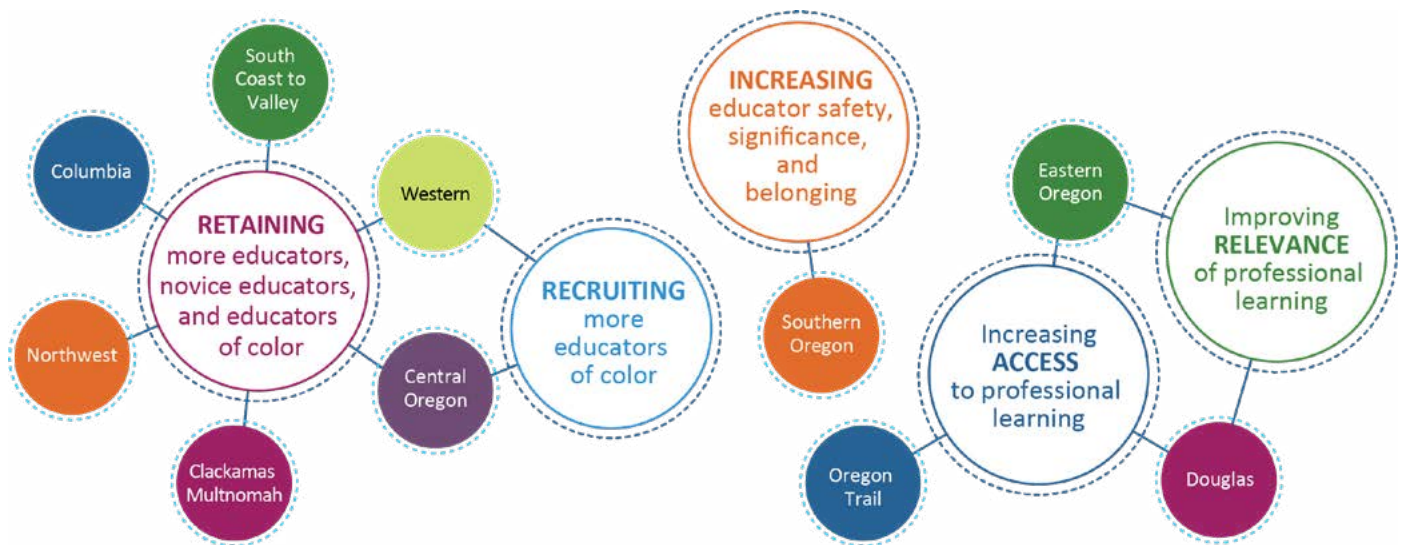 South
Coast to
Valley
Columbia
Western
RETAINING
more educators,
novice educators,
and educators
of color
Northwest
Central
Oregon
Clackamas
Multnomah
RECRUITING
more
educators
of color
INCREASING
educator safety,
significance,
and
belonging
Southern
Oregon
Eastern
Oregon
Improving
RELEVANCE
of professional
learning
Increasing
ACCESS
to professional
learning
Oregon
Trail
Douglas